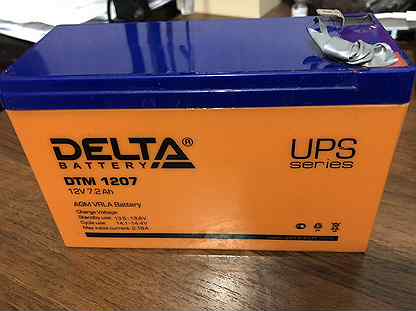 DELTA®
BATTERY
UPS
series
DTM 1207
12V 7.2Ah
AGM VRLA Battery
Charge Voltage
Standby use: 13.5-13.8V
Cycle use: 14.1-14.4V
Max initial current: 2.16A